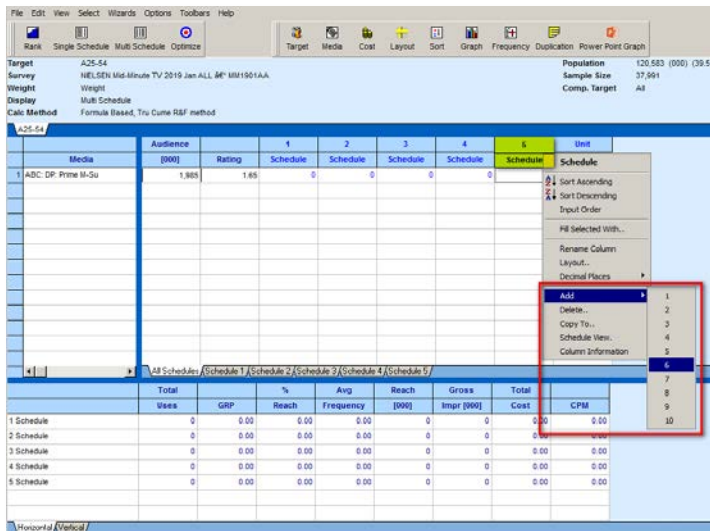 File Edit View Select Wizards Options Toolbars Help
Rank Single Schedule Multi Schedule Optimize Target Media Cost Layout Sort Graph Frequency Duplication Power Point Graph
Target A25-54 Population 120,583 (000) (39.5
Survey NIELSEN Mid-Minute TV 2019 Jan ALL â€“ MM1901AA Sample Size 37,991
Weight Weight Comp. Target All
Display Multi Schedule
Calc Method Formula Based, Tru Cume R&F method
A25-54
Audience 1 2 3 4 5 Unit
Media [000] Rating Schedule Schedule Schedule Schedule Schedule
1 ABC: DP: Prime M-Su 1,985 1.65 0 0 0 0
Schedule
Sort Ascending
Sort Descending
Input Order
Fill Selected With...
Rename Column
Layout..
Decimal Places
Add
Delete..
Copy To..
Schedule View.
Column Information
1
2
3
4
5
6
7
8
9
10
All Schedules Schedule 1 Schedule 2 Schedule 3 Schedule 4 Schedule 5
Total % Avg Reach Gross Total
Uses GRP Reach Frequency [000] Impr [000] Cost CPM
1 Schedule 0 0.00 0.00 0.00 0 0 0.00 0.00
2 Schedule 0 0.00 0.00 0.00 0 0 0.00 0.00
3 Schedule 0 0.00 0.00 0.00 0 0 0.00 0.00
4 Schedule 0 0.00 0.00 0.00 0 0 0.00 0.00
5 Schedule 0 0.00 0.00 0.00 0 0 0.00 0.00
Horizontal Vertical